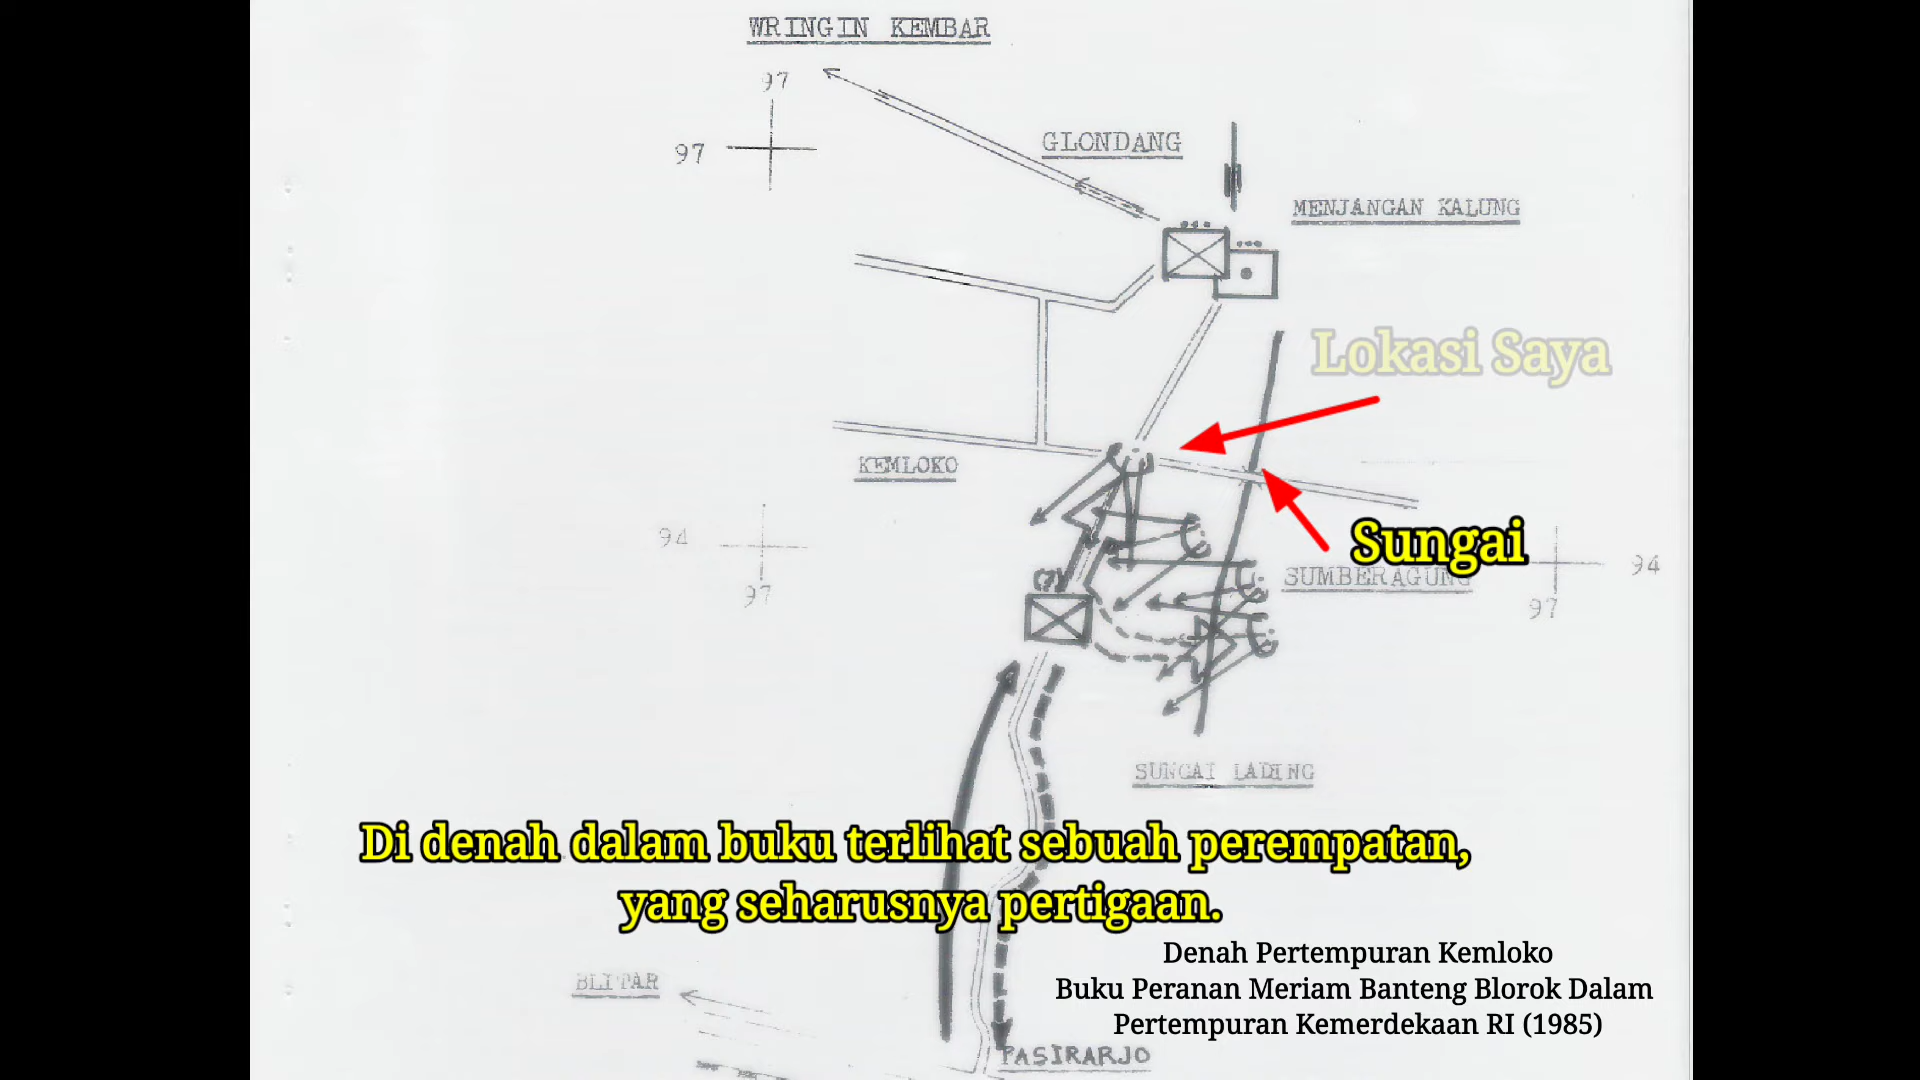 WRINGIN KEMBAR
97
97
GLONDANG
MENJANGAN KALUNG
Lokasi Saya
KEMLOKO
94
97
Sungai
SUMBERAGUNG
94
97
(?)
SUNGAI LADING
Di denah dalam buku terlihat sebuah perempatan,
yang seharusnya pertigaan.
Denah Pertempuran Kemloko
Buku Peranan Meriam Banteng Blorok Dalam
Pertempuran Kemerdekaan RI (1985)
BLITAR
PASIRARJO